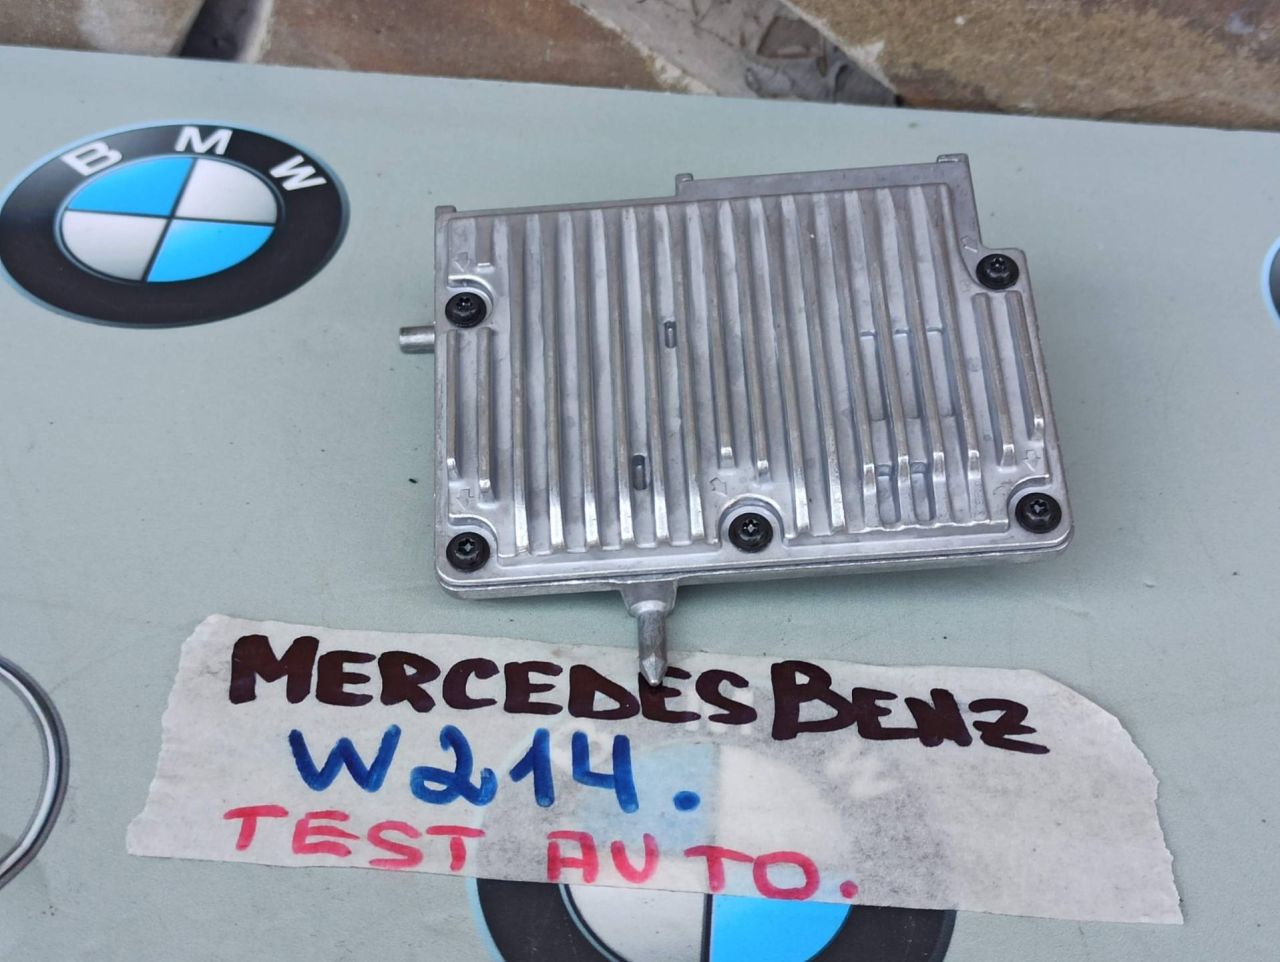 BMW
MERCEDES BENZ
W214.
TEST AUTO.